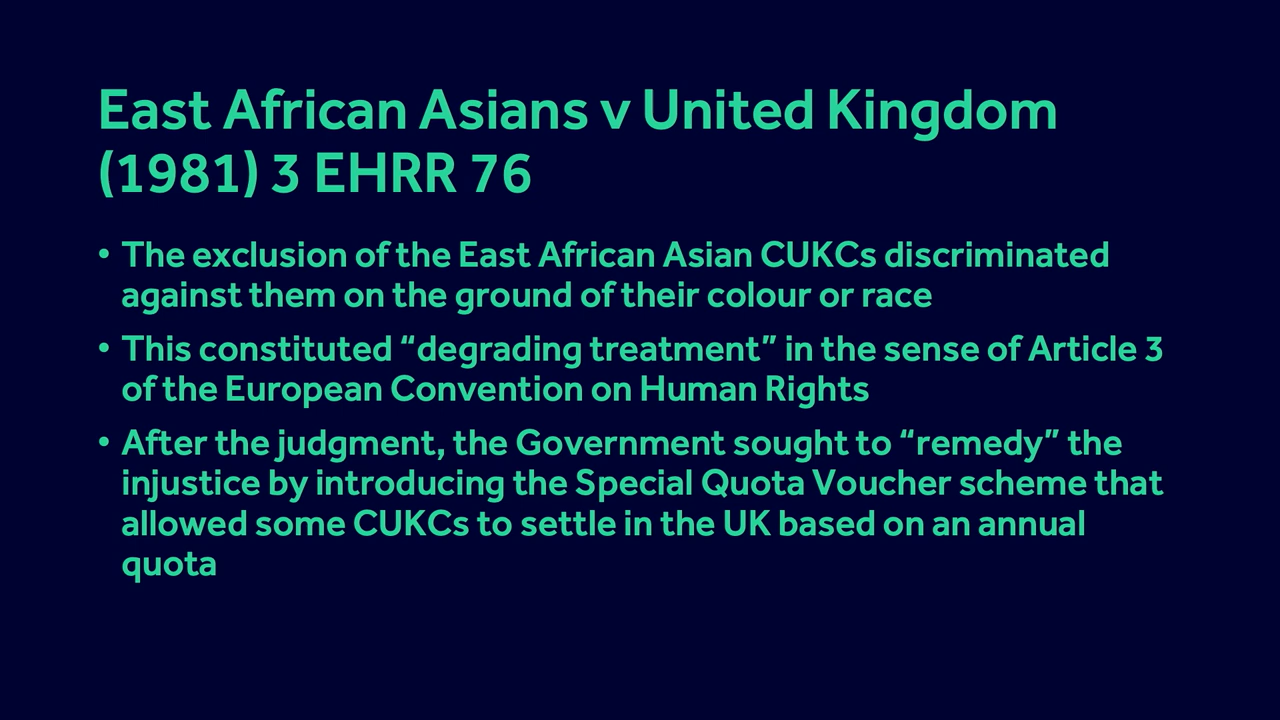 East African Asians v United Kingdom
(1981) 3 EHRR 76
• The exclusion of the East African Asian CUKCs discriminated
against them on the ground of their colour or race
• This constituted “degrading treatment” in the sense of Article 3
of the European Convention on Human Rights
• After the judgment, the Government sought to “remedy” the
injustice by introducing the Special Quota Voucher scheme that
allowed some CUKCs to settle in the UK based on an annual
quota